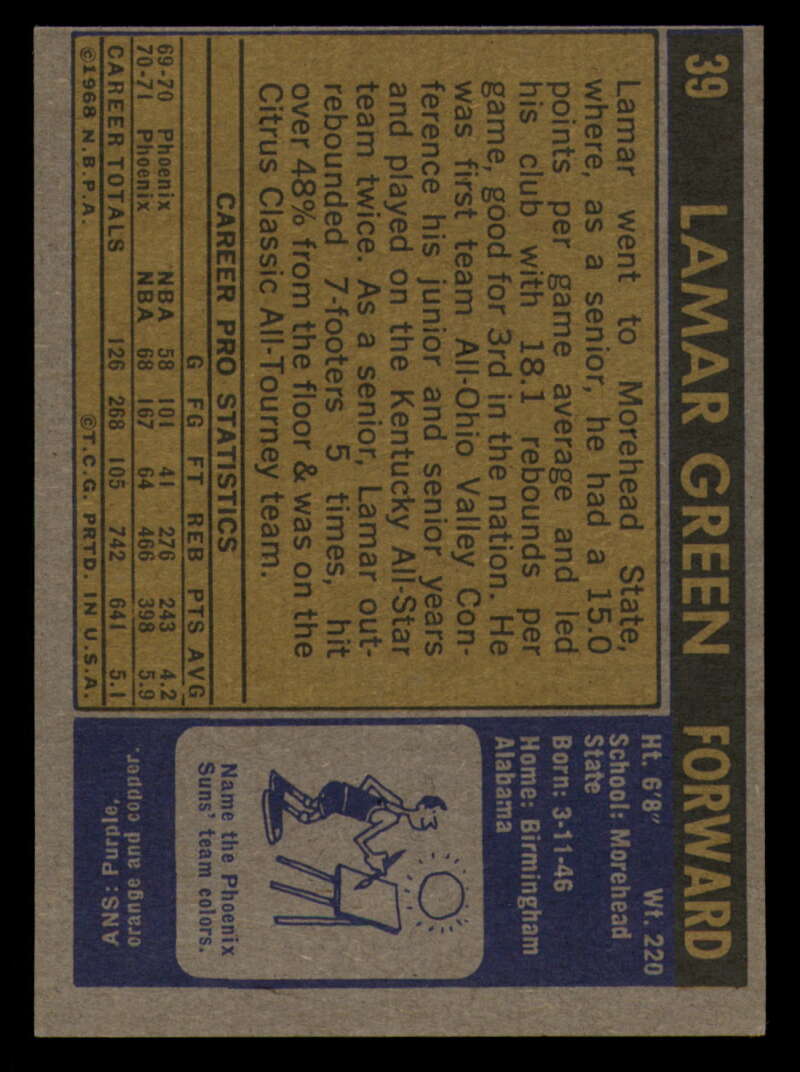 39 LAMAR GREEN FORWARD
Lamar went to Morehead State,
where, as a senior, he had a 15.0
points per game average and led
his club with 18.1 rebounds per
game, good for 3rd in the nation. He
was first team All-Ohio Valley Con-
ference his junior and senior years
and played on the Kentucky All-Star
team twice. As a senior, Lamar out-
rebounded 7-footers 5 times, hit
over 48% from the floor & was on the
Citrus Classic All-Tourney team.
CAREER PRO STATISTICS
G FG FT REB PTS AVG
69-70 Phoenix NBA 58 101 41 276 243 4.2
70-71 Phoenix NBA 68 167 64 466 398 5.9
CAREER TOTALS 126 268 105 742 641 5.1
©1968 N.B.P.A. ©T.C.G. PRTD. IN U.S.A.
Ht. 6'8" Wt. 220
School: Morehead
State
Born: 3-11-46
Home: Birmingham
Alabama
Name the Phoenix
Suns' team colors.
ANS: Purple,
orange and copper.